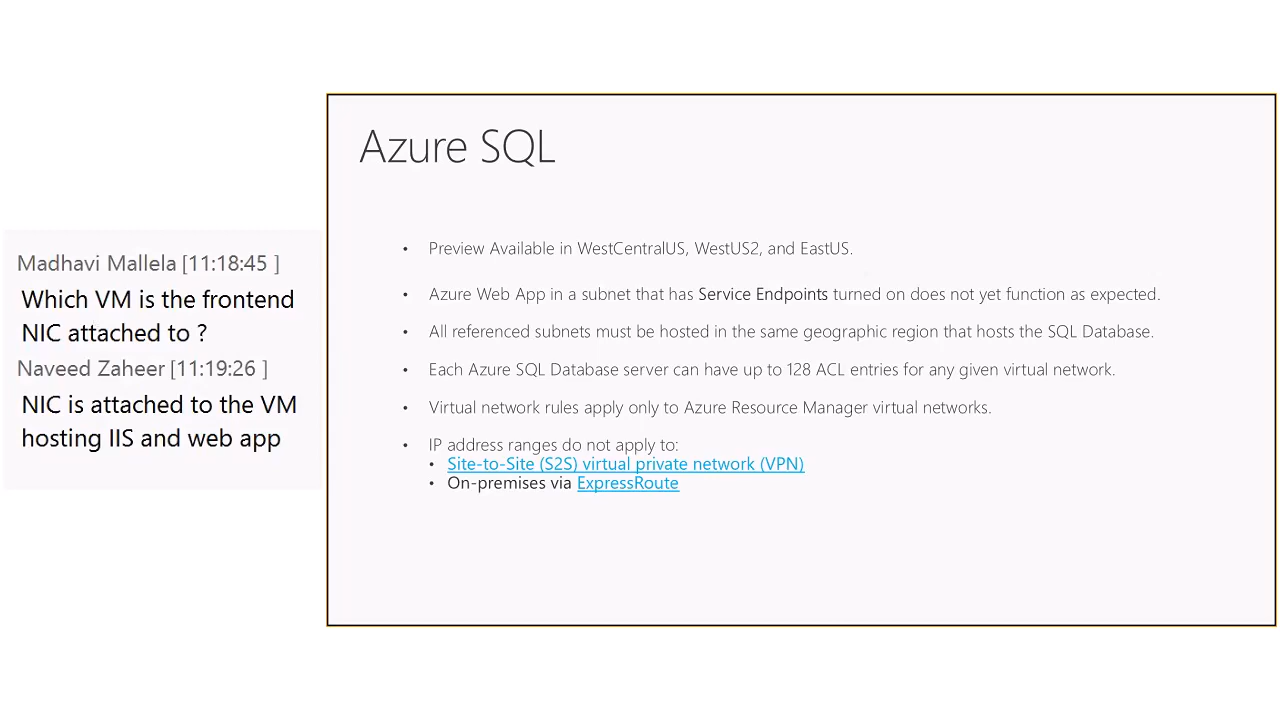 Madhavi Mallela [11:18:45 ]
Which VM is the frontend
NIC attached to ?
Naveed Zaheer [11:19:26 ]
NIC is attached to the VM
hosting IIS and web app
Azure SQL
• Preview Available in WestCentralUS, WestUS2, and EastUS.
• Azure Web App in a subnet that has Service Endpoints turned on does not yet function as expected.
• All referenced subnets must be hosted in the same geographic region that hosts the SQL Database.
• Each Azure SQL Database server can have up to 128 ACL entries for any given virtual network.
• Virtual network rules apply only to Azure Resource Manager virtual networks.
• IP address ranges do not apply to:
• Site-to-Site (S2S) virtual private network (VPN)
• On-premises via ExpressRoute